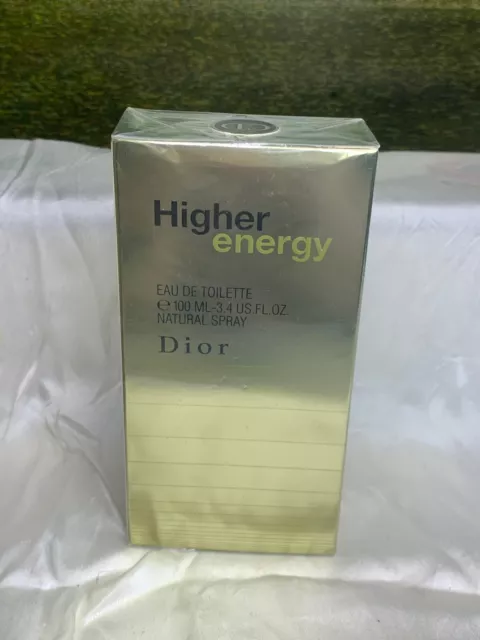 Higher
energy
EAU DE TOILETTE
℮ 100 ML-3.4 US.FL.OZ
NATURAL SPRAY
Dior